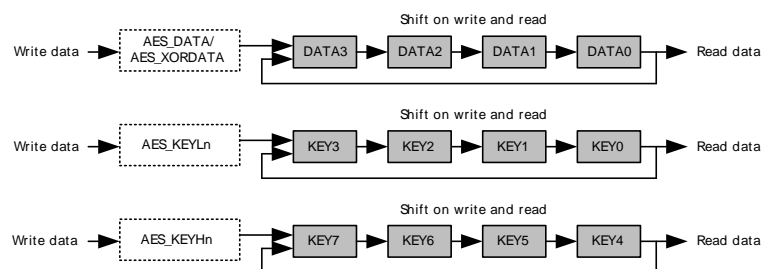 Shift on write and read
Write data AES_DATA/ AES_XORDATA DATA3 DATA2 DATA1 DATA0 Read data
Shift on write and read
Write data AES_KEYLn KEY3 KEY2 KEY1 KEY0 Read data
Shift on write and read
Write data AES_KEYHn KEY7 KEY6 KEY5 KEY4 Read data